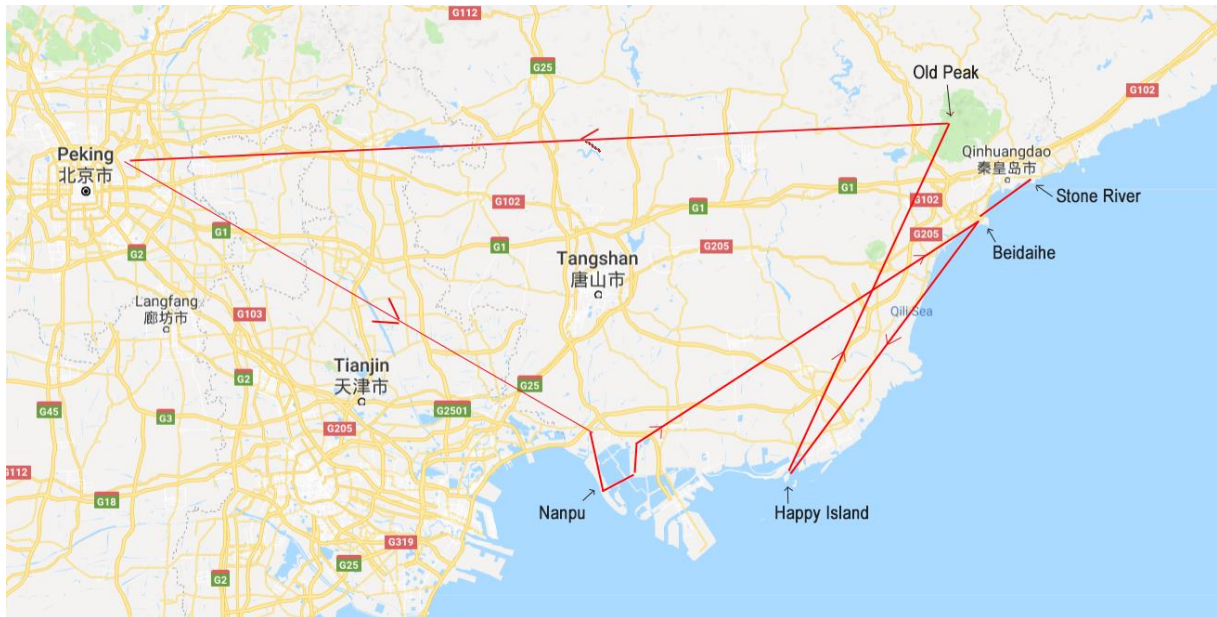 G112
G25
Old Peak
G102
Peking
北京市
Qinhuangdao
秦皇岛市
G1
G1
G102
G102
G1
Stone River
G1
G2
G205
G205
Beidaihe
Tangshan
唐山市
Langfang
廊坊市
G103
Qili Sea
Tianjin
天津市
G2
G25
G45
G3
G2501
G205
G112
G18
Nanpu
Happy Island
G319
G25
G2